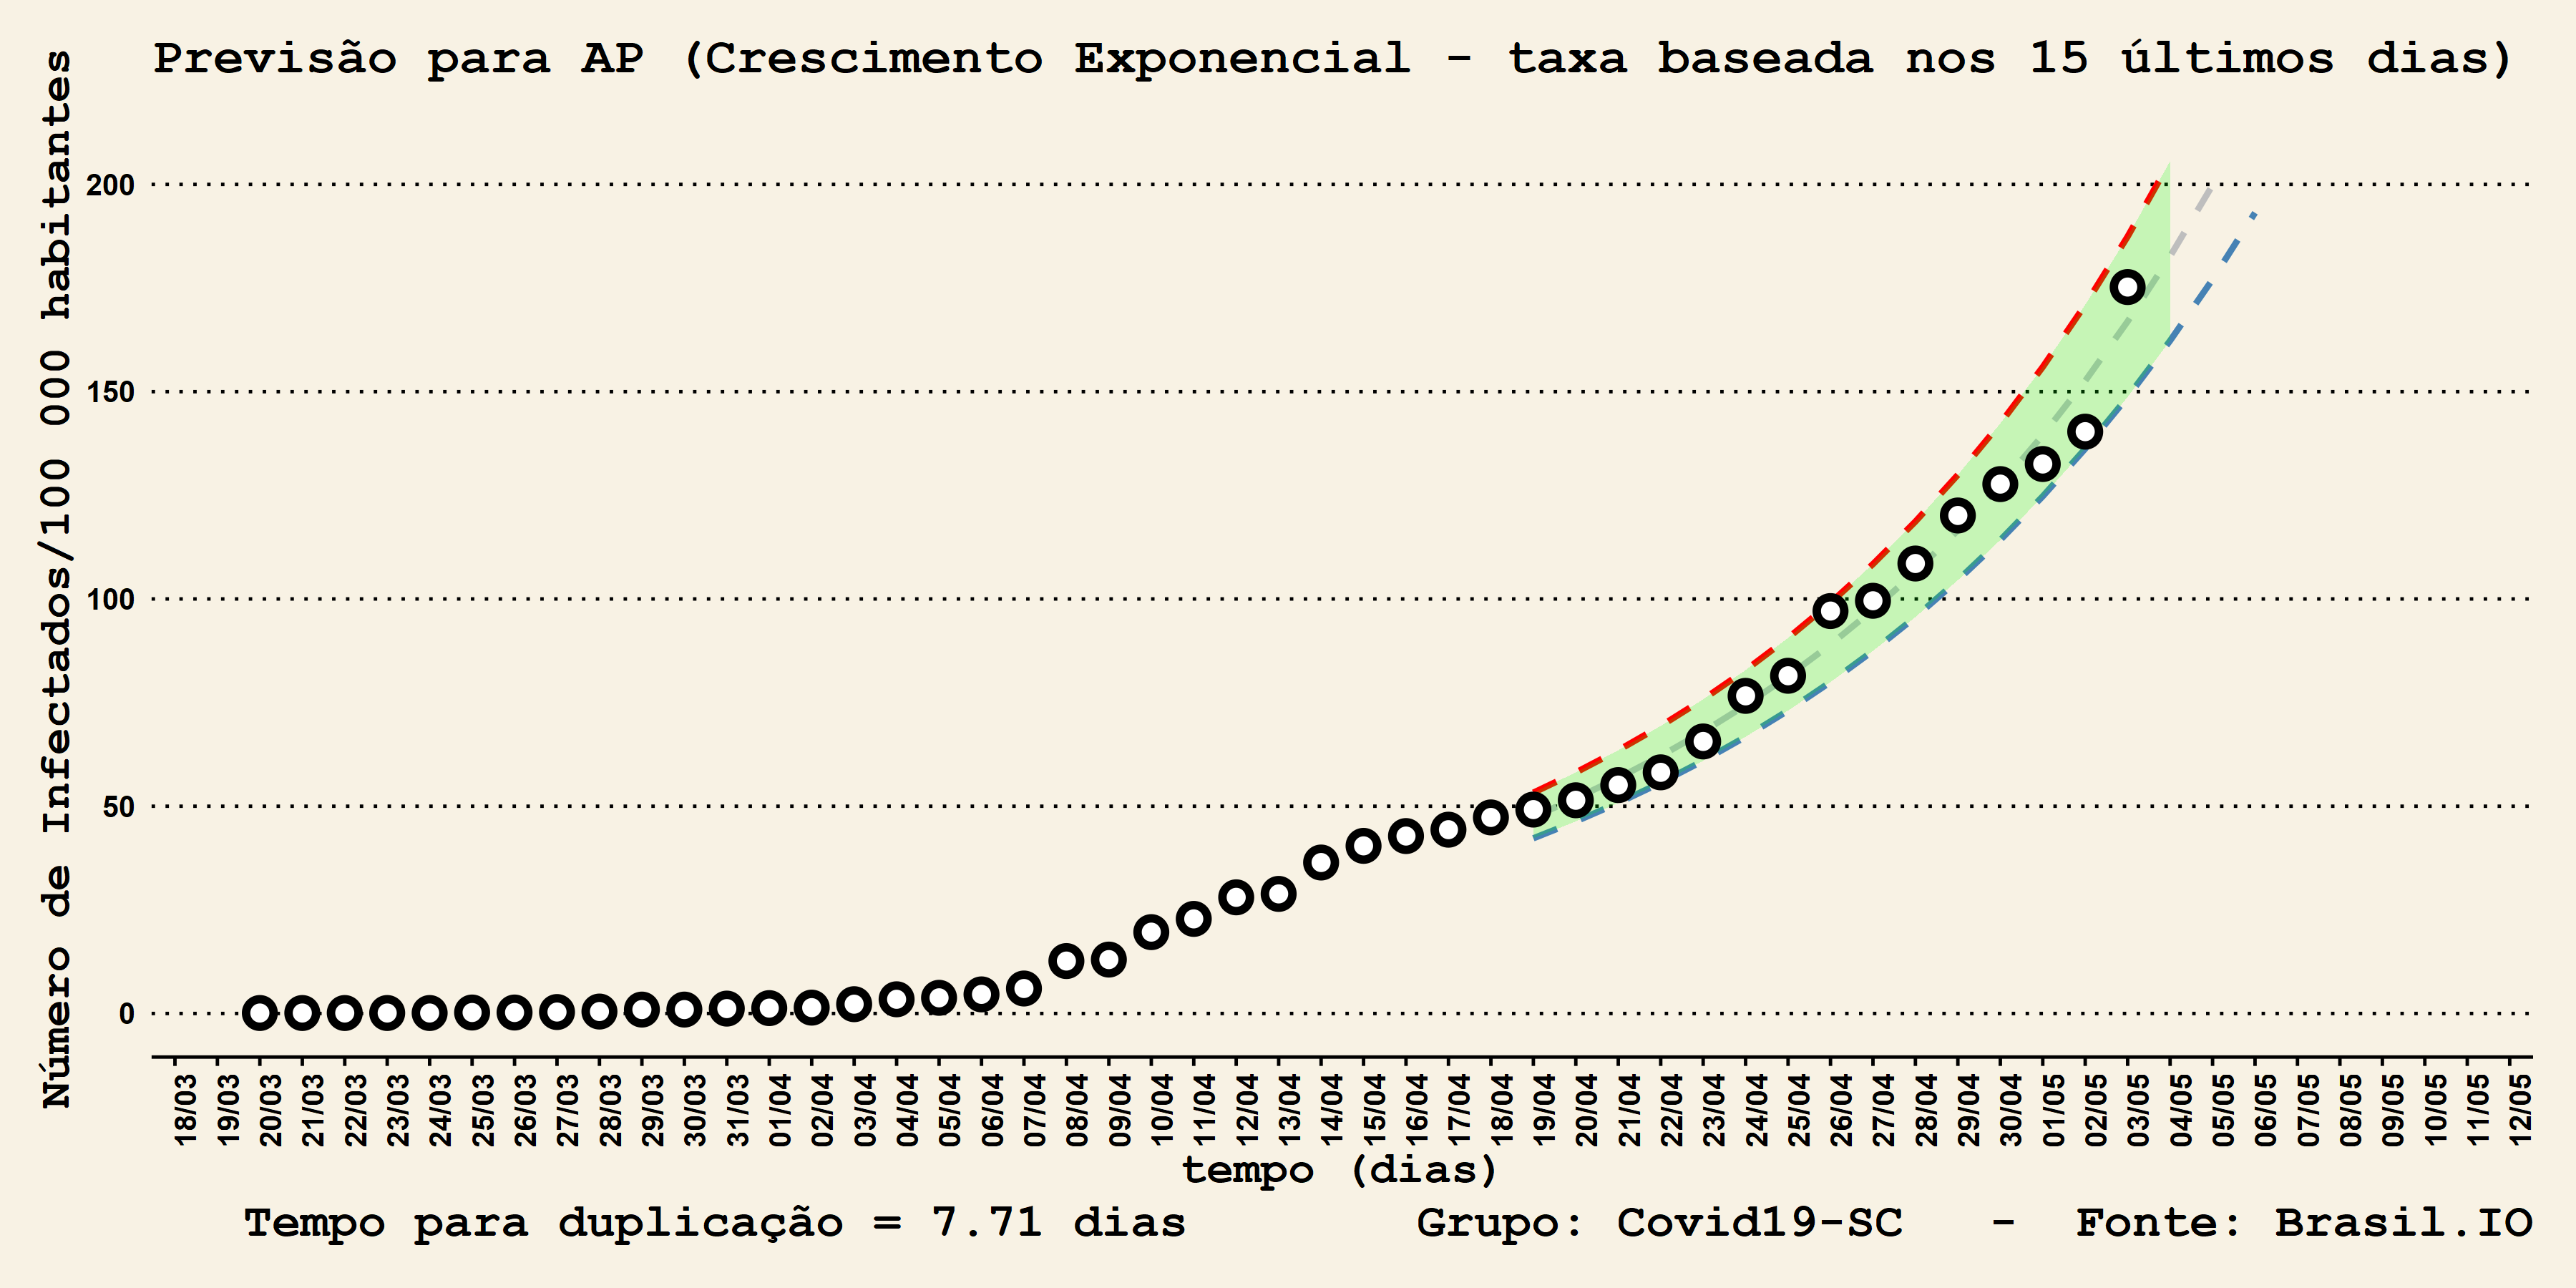 Previsão para AP (Crescimento Exponencial - taxa baseada nos 15 últimos dias)
Número de Infectados/100 000 habitantes
200
150
100
50
0
18/03 19/03 20/03 21/03 22/03 23/03 24/03 25/03 26/03 27/03 28/03 29/03 30/03 31/03 01/04 02/04 03/04 04/04 05/04 06/04 07/04 08/04 09/04 10/04 11/04 12/04 13/04 14/04 15/04 16/04 17/04 18/04 19/04 20/04 21/04 22/04 23/04 24/04 25/04 26/04 27/04 28/04 29/04 30/04 01/05 02/05 03/05 04/05 05/05 06/05 07/05 08/05 09/05 10/05 11/05 12/05
tempo (dias)
Tempo para duplicação = 7.71 dias Grupo: Covid19-SC - Fonte: Brasil.IO